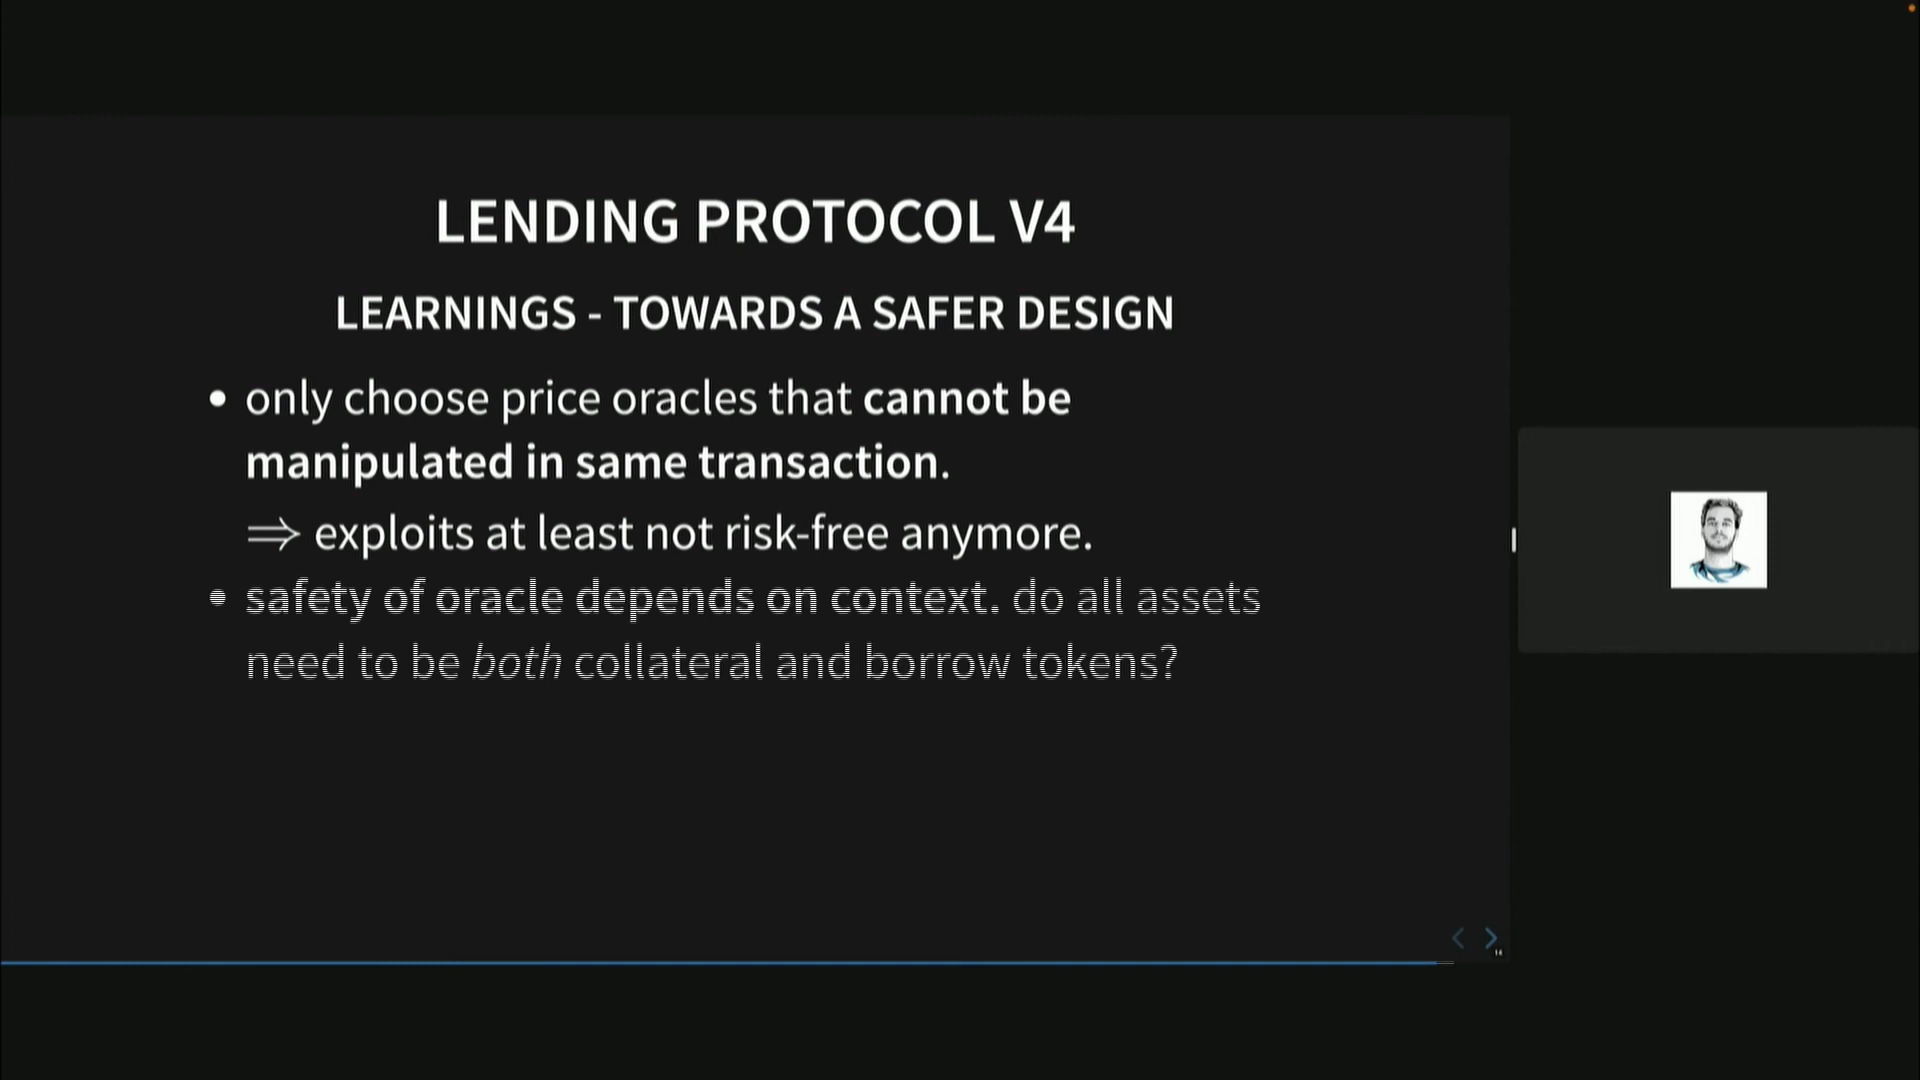 LENDING PROTOCOL V4
LEARNINGS - TOWARDS A SAFER DESIGN
• only choose price oracles that cannot be
manipulated in same transaction.
⇒ exploits at least not risk-free anymore.
• safety of oracle depends on context. do all assets
need to be both collateral and borrow tokens?
14